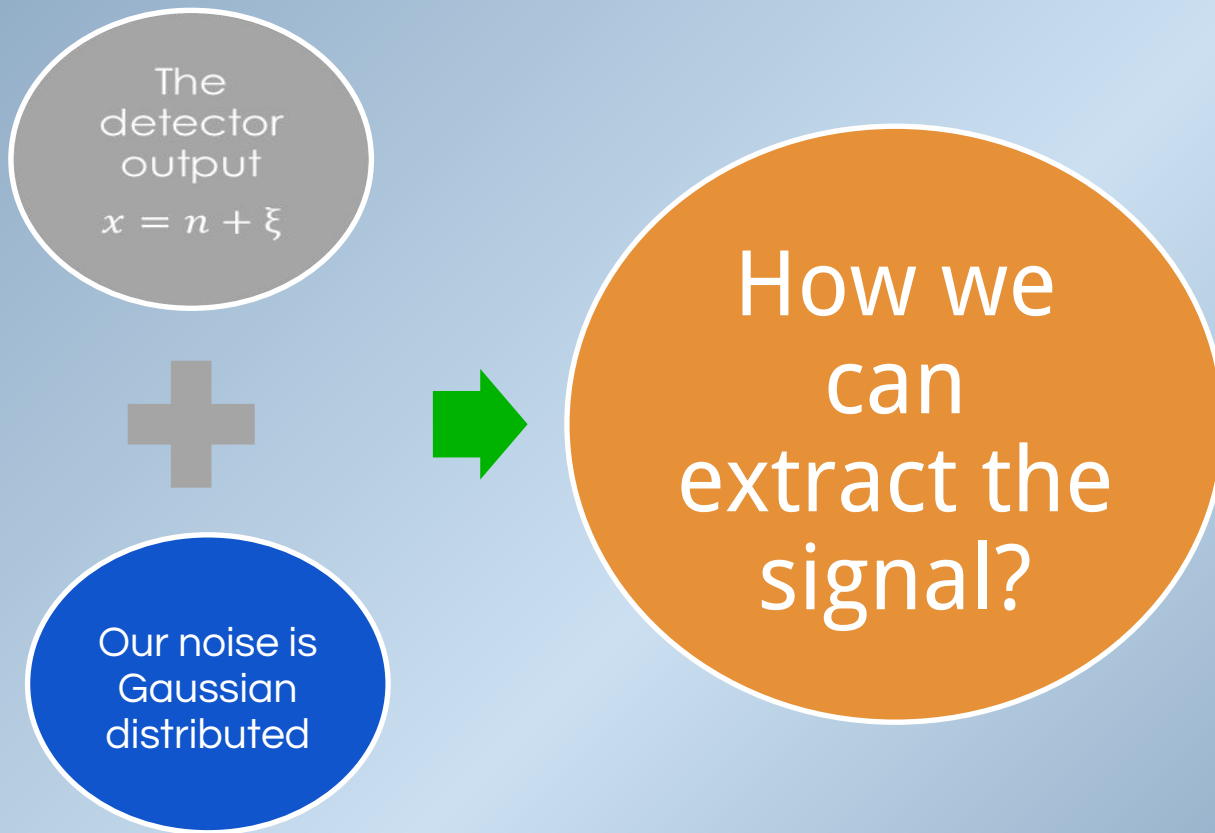 The
detector
output
x = n + ξ
Our noise is
Gaussian
distributed
How we
can
extract the
signal?